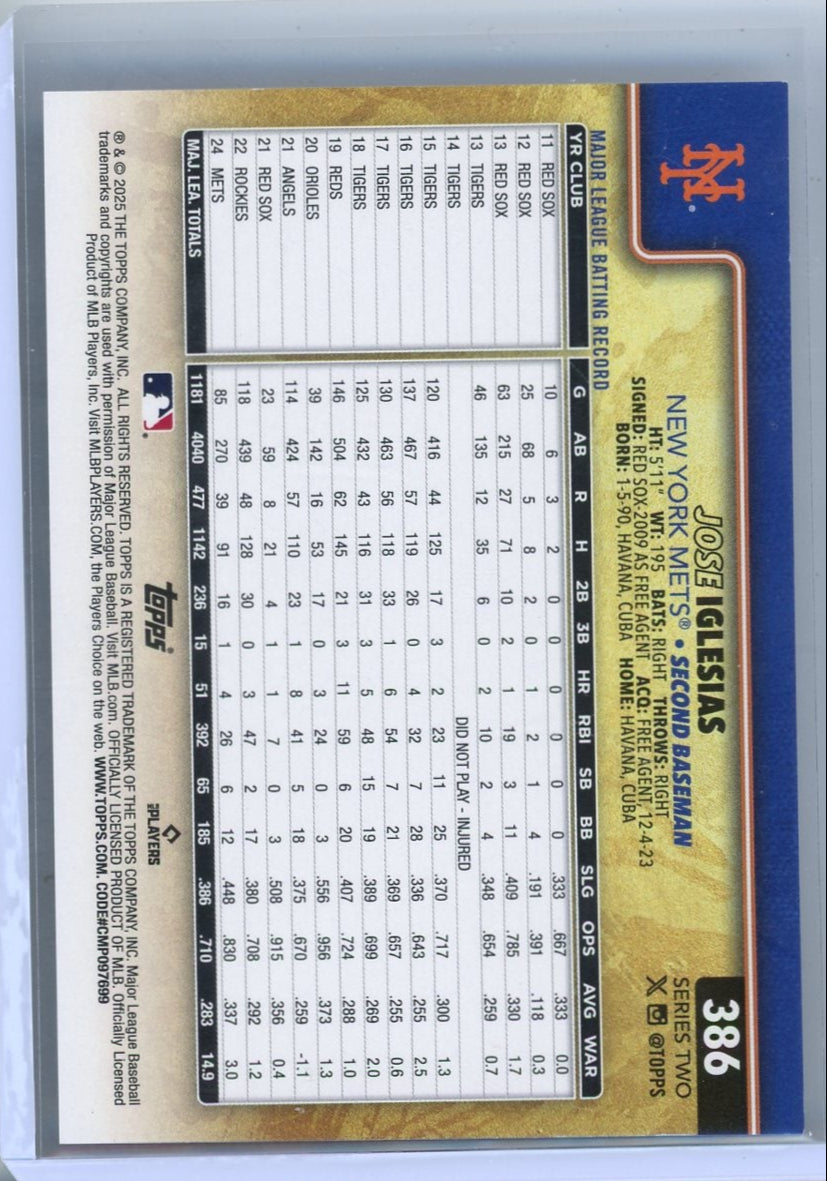 NY
386
JOSE IGLESIAS
SERIES TWO
NEW YORK METS® • SECOND BASEMAN
X @TOPPS
HT: 5'11" WT: 195 BATS: RIGHT THROWS: RIGHT
SIGNED: RED SOX-2009 AS FREE AGENT ACQ: FREE AGENT, 12-4-23
BORN: 1-5-90, HAVANA, CUBA HOME: HAVANA, CUBA
MAJOR LEAGUE BATTING RECORD
YR CLUB G AB R H 2B 3B HR RBI SB BB SLG OPS AVG WAR
11 RED SOX 10 6 3 2 0 0 0 0 0 0 .333 .667 .333 0.0
12 RED SOX 25 68 5 8 2 0 1 2 1 4 .191 .391 .118 0.3
13 RED SOX 63 215 27 71 10 2 1 19 3 11 .409 .785 .330 1.7
13 TIGERS 46 135 12 35 6 0 2 10 2 4 .348 .654 .259 0.7
14 TIGERS DID NOT PLAY - INJURED
15 TIGERS 120 416 44 125 17 3 2 23 11 25 .370 .717 .300 1.3
16 TIGERS 137 467 57 119 26 0 4 32 7 28 .336 .643 .255 2.5
17 TIGERS 130 463 56 118 33 1 6 54 7 21 .369 .657 .255 0.6
18 TIGERS 125 432 43 116 31 3 5 48 15 19 .389 .699 .269 2.0
19 REDS 146 504 62 145 21 3 11 59 6 20 .407 .724 .288 1.0
20 ORIOLES 39 142 16 53 17 0 3 24 0 3 .556 .956 .373 1.3
21 ANGELS 114 424 57 110 23 1 8 41 5 18 .375 .670 .259 -1.1
21 RED SOX 23 59 8 21 4 1 1 7 0 3 .508 .915 .356 0.4
22 ROCKIES 118 439 48 128 30 0 3 47 2 17 .380 .708 .292 1.2
24 METS 85 270 39 91 16 1 4 26 6 12 .448 .830 .337 3.0
MAJ. LEA. TOTALS 1181 4040 477 1142 236 15 51 392 65 185 .386 .710 .283 14.9
topps
PLAYERS
® & © 2025 THE TOPPS COMPANY, INC. ALL RIGHTS RESERVED. TOPPS IS A REGISTERED TRADEMARK OF THE TOPPS COMPANY, INC. Major League Baseball
trademarks and copyrights are used with permission of Major League Baseball. Visit MLB.com. OFFICIALLY LICENSED PRODUCT OF MLB. Officially Licensed
Product of MLB Players, Inc. Visit MLBPLAYERS.COM, the Players Choice on the web. WWW.TOPPS.COM. CODE#CMP097699